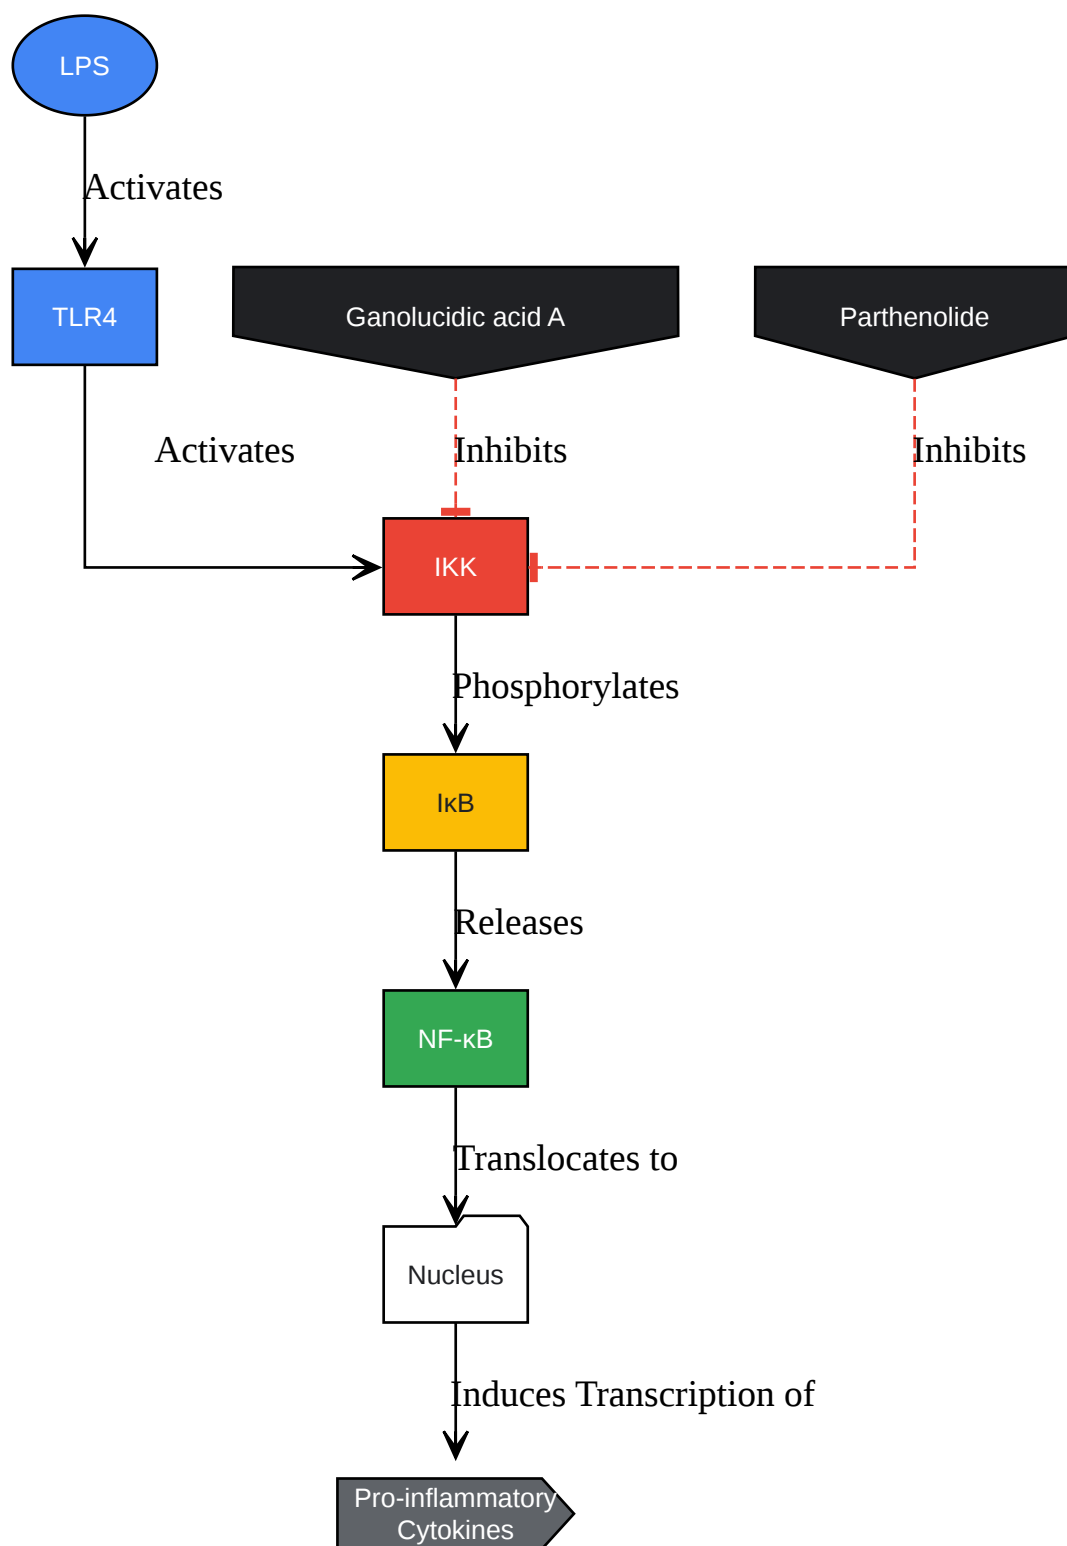 LPS
Activates
TLR4
Ganolucidic acid A
Parthenolide
Activates
Inhibits
Inhibits
IKK
Phosphorylates
IκB
Releases
NF-κB
Translocates to
Nucleus
Induces Transcription of
Pro-inflammatory
Cytokines